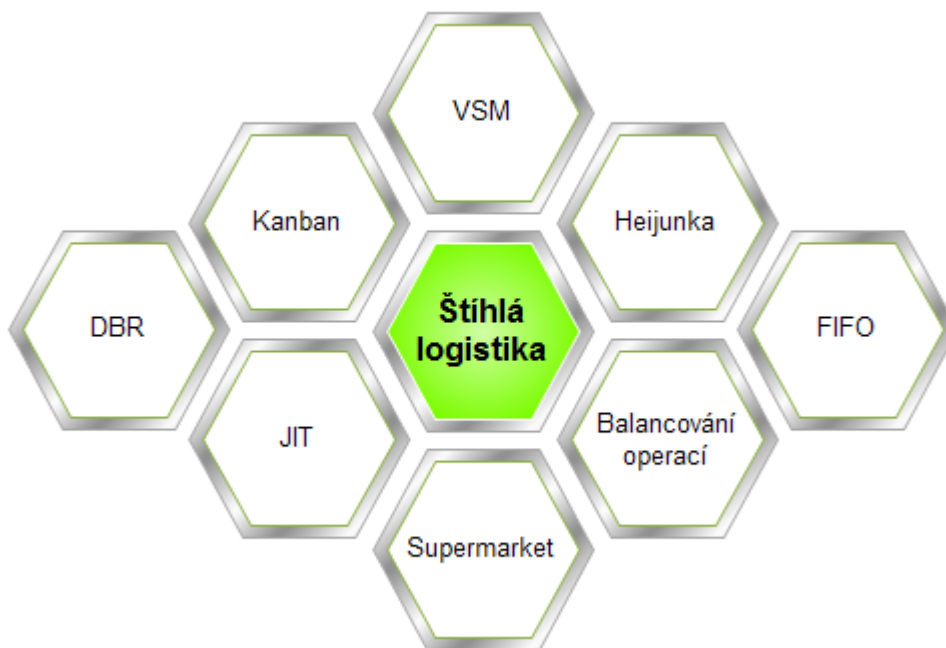 VSM
Kanban
Heijunka
DBR
Štíhlá
logistika
FIFO
JIT
Balancování
operací
Supermarket